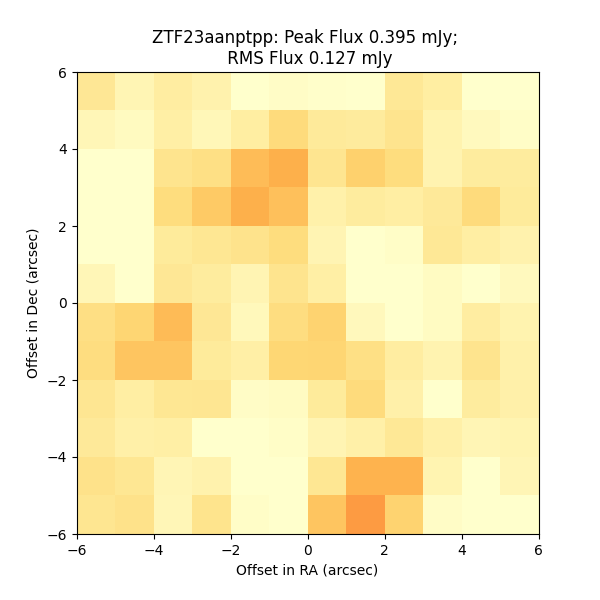 ZTF23aanptpp: Peak Flux 0.395 mJy;
RMS Flux 0.127 mJy
6
4
2
0
−2
−4
−6
Offset in Dec (arcsec)
−6 −4 −2 0 2 4 6
Offset in RA (arcsec)